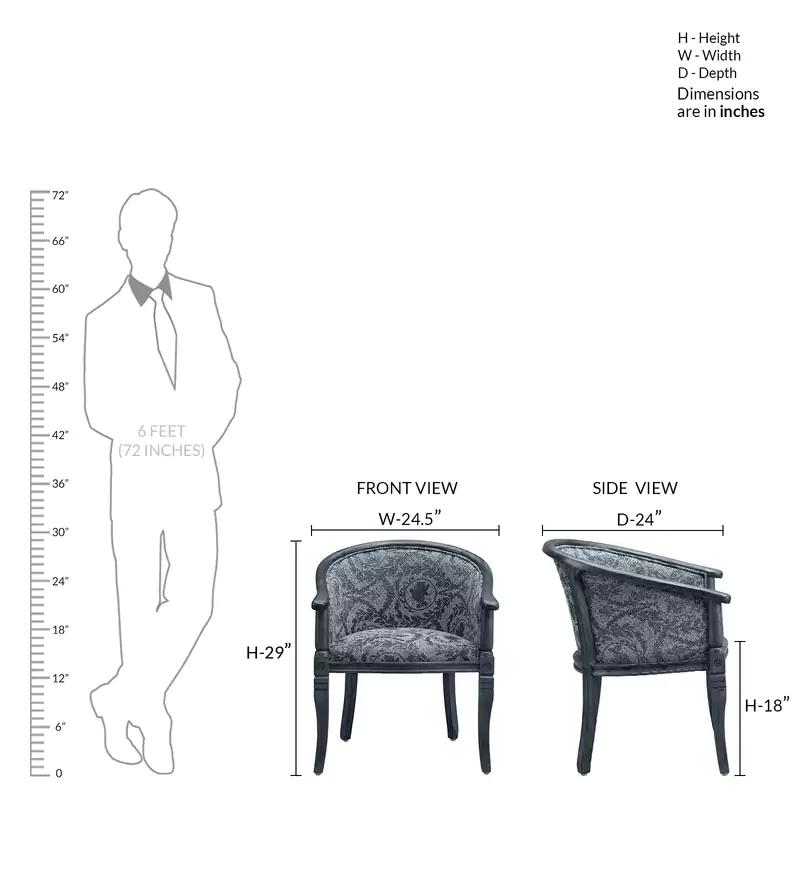 H - Height
W - Width
D - Depth
Dimensions
are in inches
72"
66"
60"
54"
48"
42"
36"
30"
24"
18"
12"
6"
0
6 FEET
(72 INCHES)
FRONT VIEW
W-24.5"
H-29"
SIDE VIEW
D-24"
H-18"